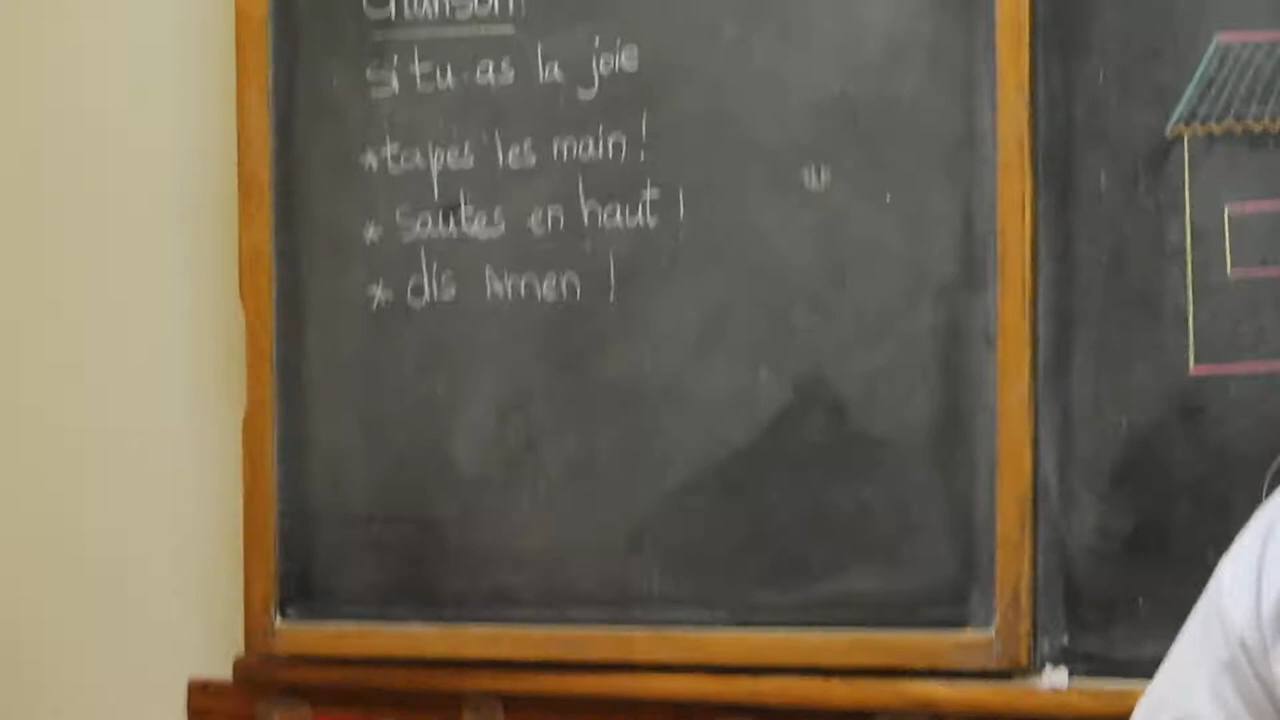 Chanson:
si tu as la joie
*tapes les main!
* sautes en haut!
* dis Amen!